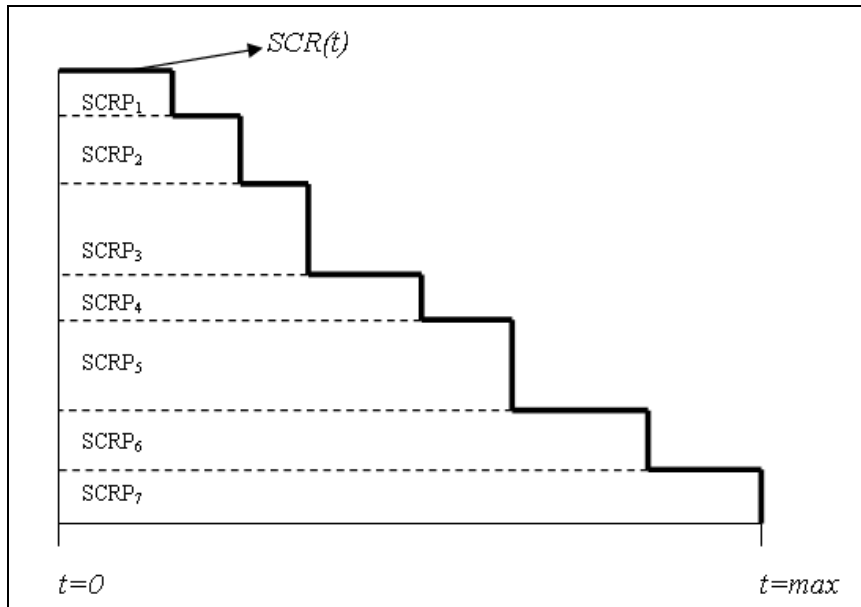 SCR(t)
SCRP₁
SCRP₂
SCRP₃
SCRP₄
SCRP₅
SCRP₆
SCRP₇
t=0 t=max